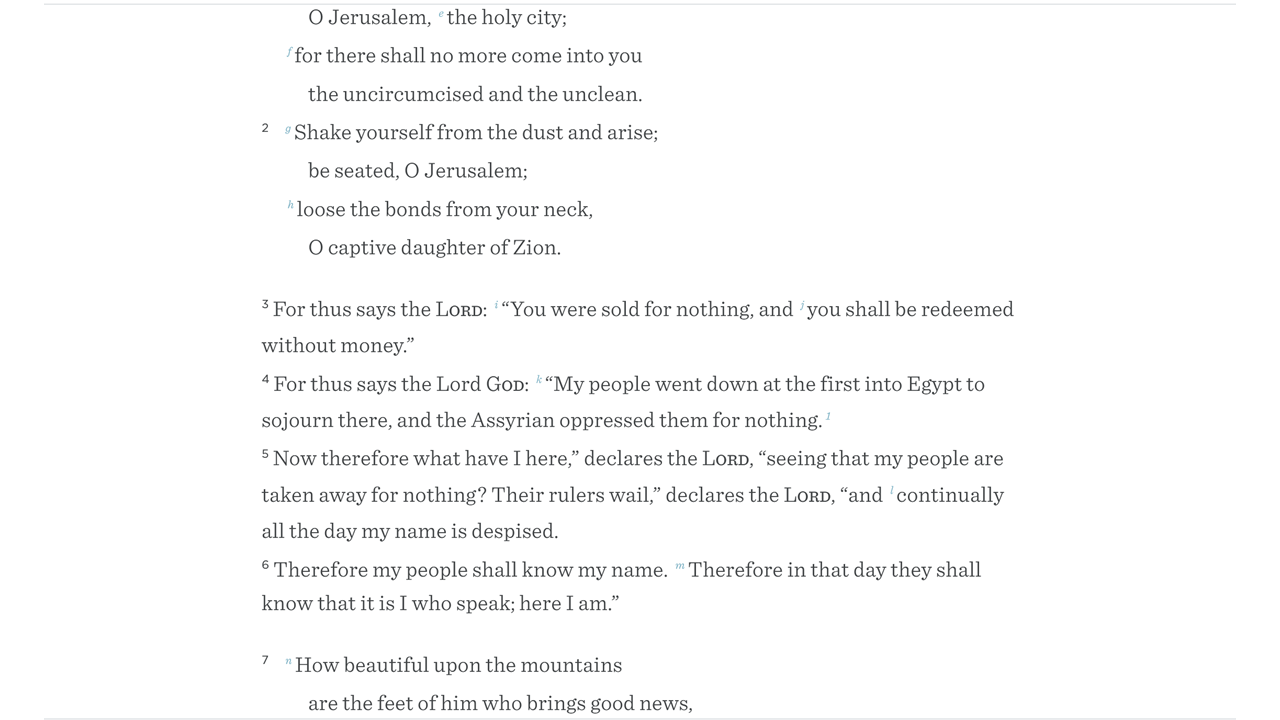 O Jerusalem, e the holy city;
f for there shall no more come into you
the uncircumcised and the unclean.
2 g Shake yourself from the dust and arise;
be seated, O Jerusalem;
h loose the bonds from your neck,
O captive daughter of Zion.
3 For thus says the LORD: i “You were sold for nothing, and j you shall be redeemed
without money.”
4 For thus says the Lord GOD: k “My people went down at the first into Egypt to
sojourn there, and the Assyrian oppressed them for nothing. 1
5 Now therefore what have I here,” declares the LORD, “seeing that my people are
taken away for nothing? Their rulers wail,” declares the LORD, “and l continually
all the day my name is despised.
6 Therefore my people shall know my name. m Therefore in that day they shall
know that it is I who speak; here I am.”
7 n How beautiful upon the mountains
are the feet of him who brings good news,